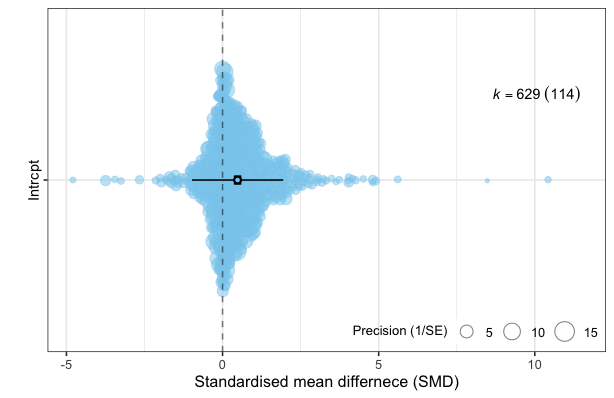 k = 629 (114)
Intrcpt
Precision (1/SE) 5 10 15
-5 0 5 10
Standardised mean differnece (SMD)